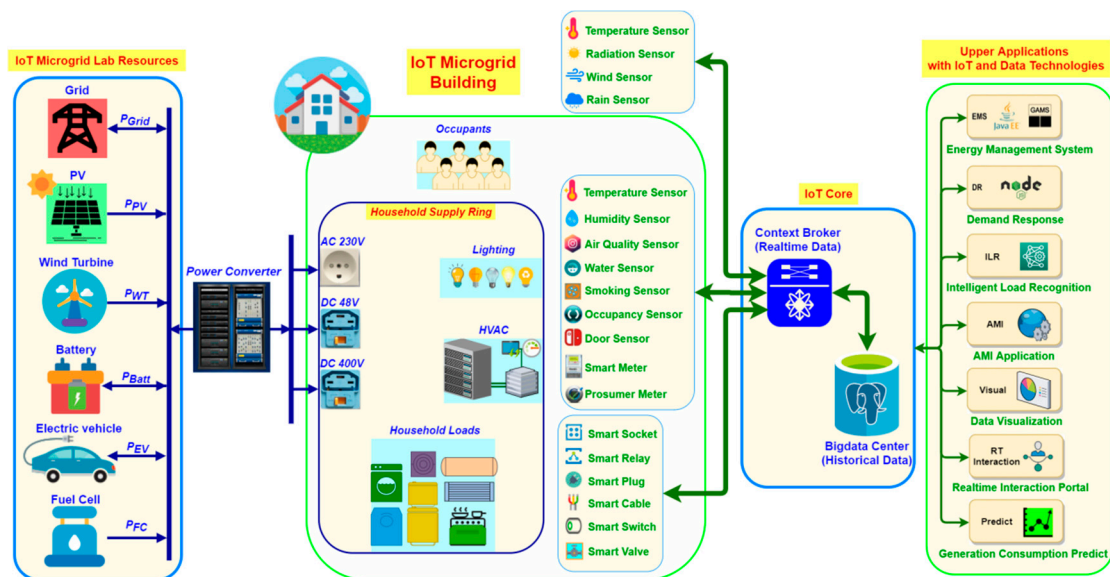 IoT Microgrid Lab Resources
Grid
PGrid
PV
PPV
Wind Turbine
PWT
Battery
PBatt
Electric vehicle
PEV
Fuel Cell
PFC
Power Converter
IoT Microgrid
Building
Occupants
Household Supply Ring
AC 230V
DC 48V
DC 400V
Lighting
HVAC
Household Loads
Temperature Sensor
Radiation Sensor
Wind Sensor
Rain Sensor
Temperature Sensor
Humidity Sensor
Air Quality Sensor
Water Sensor
Smoking Sensor
Occupancy Sensor
Door Sensor
Smart Meter
Prosumer Meter
Smart Socket
Smart Relay
Smart Plug
Smart Cable
Smart Switch
Smart Valve
IoT Core
Context Broker
(Realtime Data)
Bigdata Center
(Historical Data)
Upper Applications
with IoT and Data Technologies
EMS
Java EE
GAMS
Energy Management System
DR
node
Demand Response
ILR
Intelligent Load Recognition
AMI
AMI Application
Visual
Data Visualization
RT
Interaction
Realtime Interaction Portal
Predict
Generation Consumption Predict